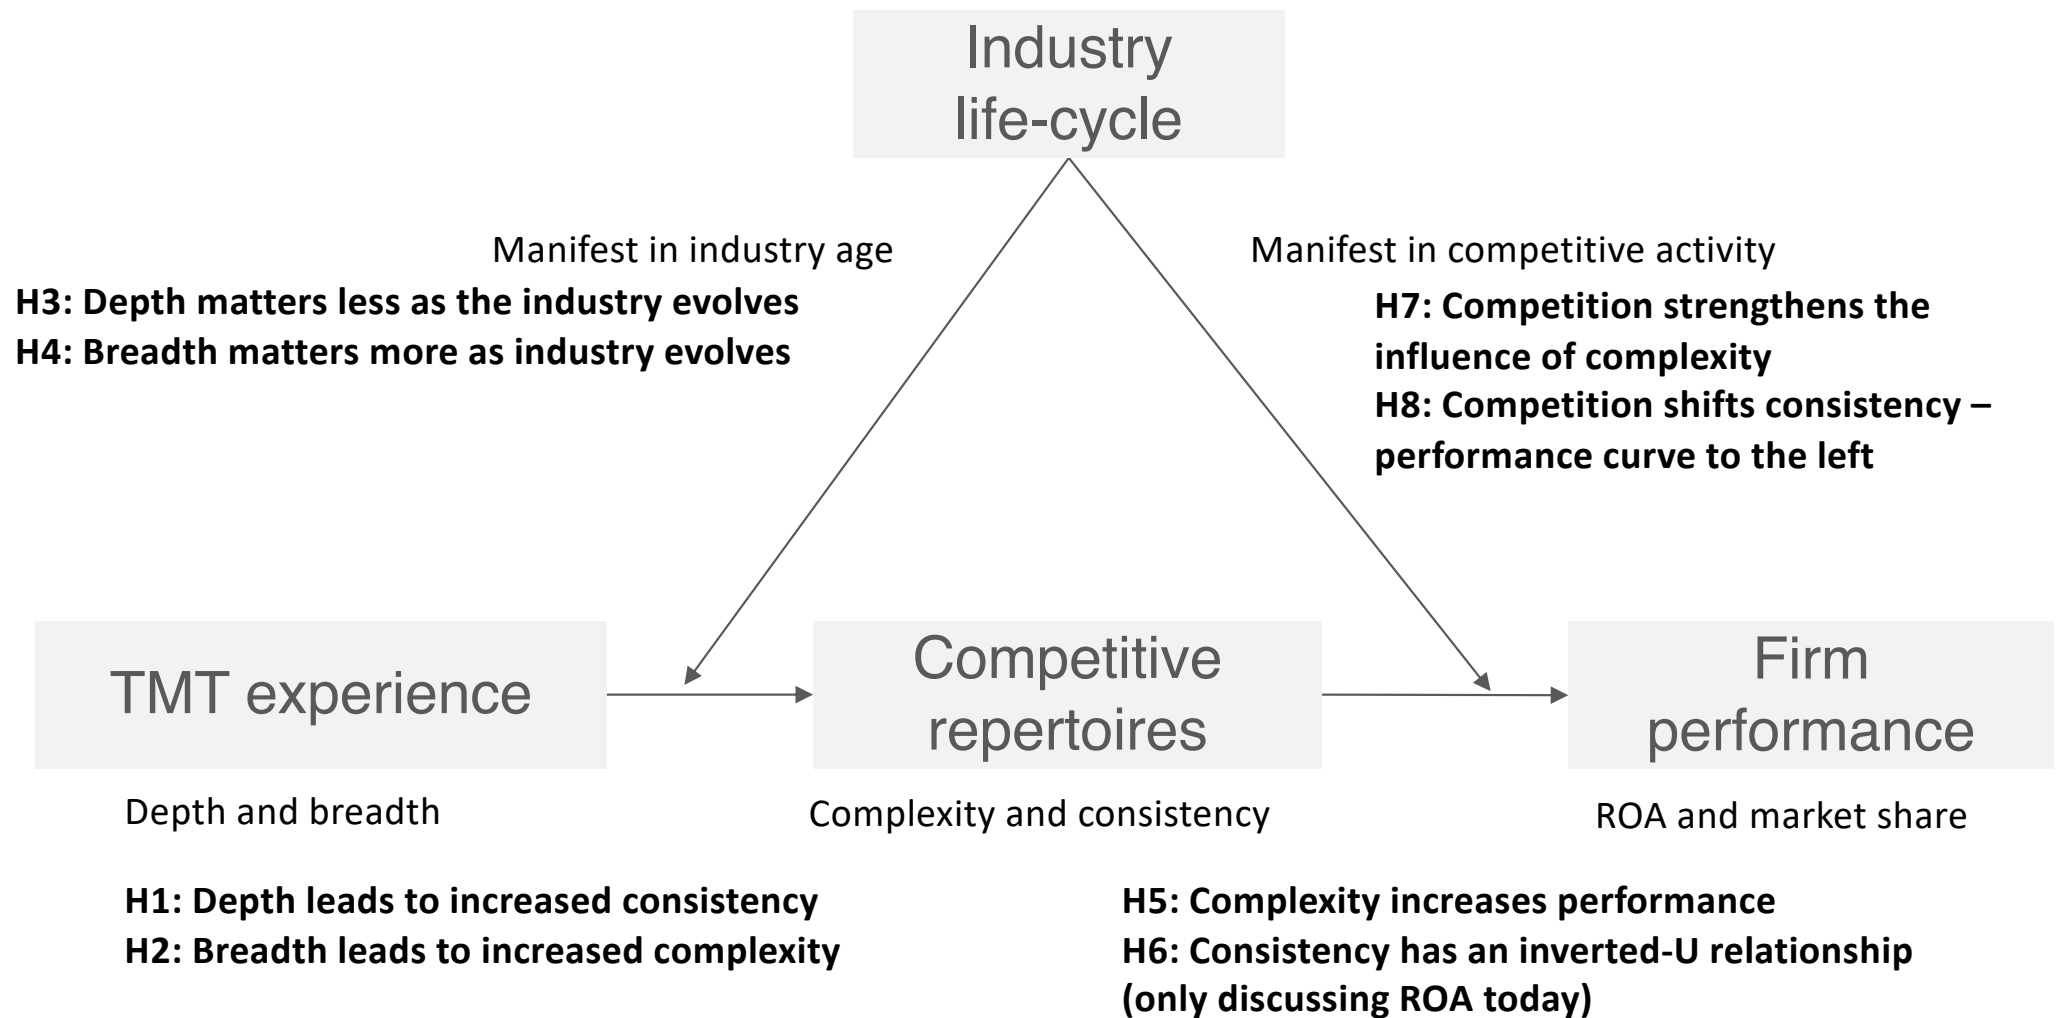 Industry
life-cycle
Manifest in industry age
H3: Depth matters less as the industry evolves
H4: Breadth matters more as industry evolves
Manifest in competitive activity
H7: Competition strengthens the
influence of complexity
H8: Competition shifts consistency –
performance curve to the left
TMT experience
Competitive
repertoires
Firm
performance
Depth and breadth
Complexity and consistency
ROA and market share
H1: Depth leads to increased consistency
H2: Breadth leads to increased complexity
H5: Complexity increases performance
H6: Consistency has an inverted-U relationship
(only discussing ROA today)